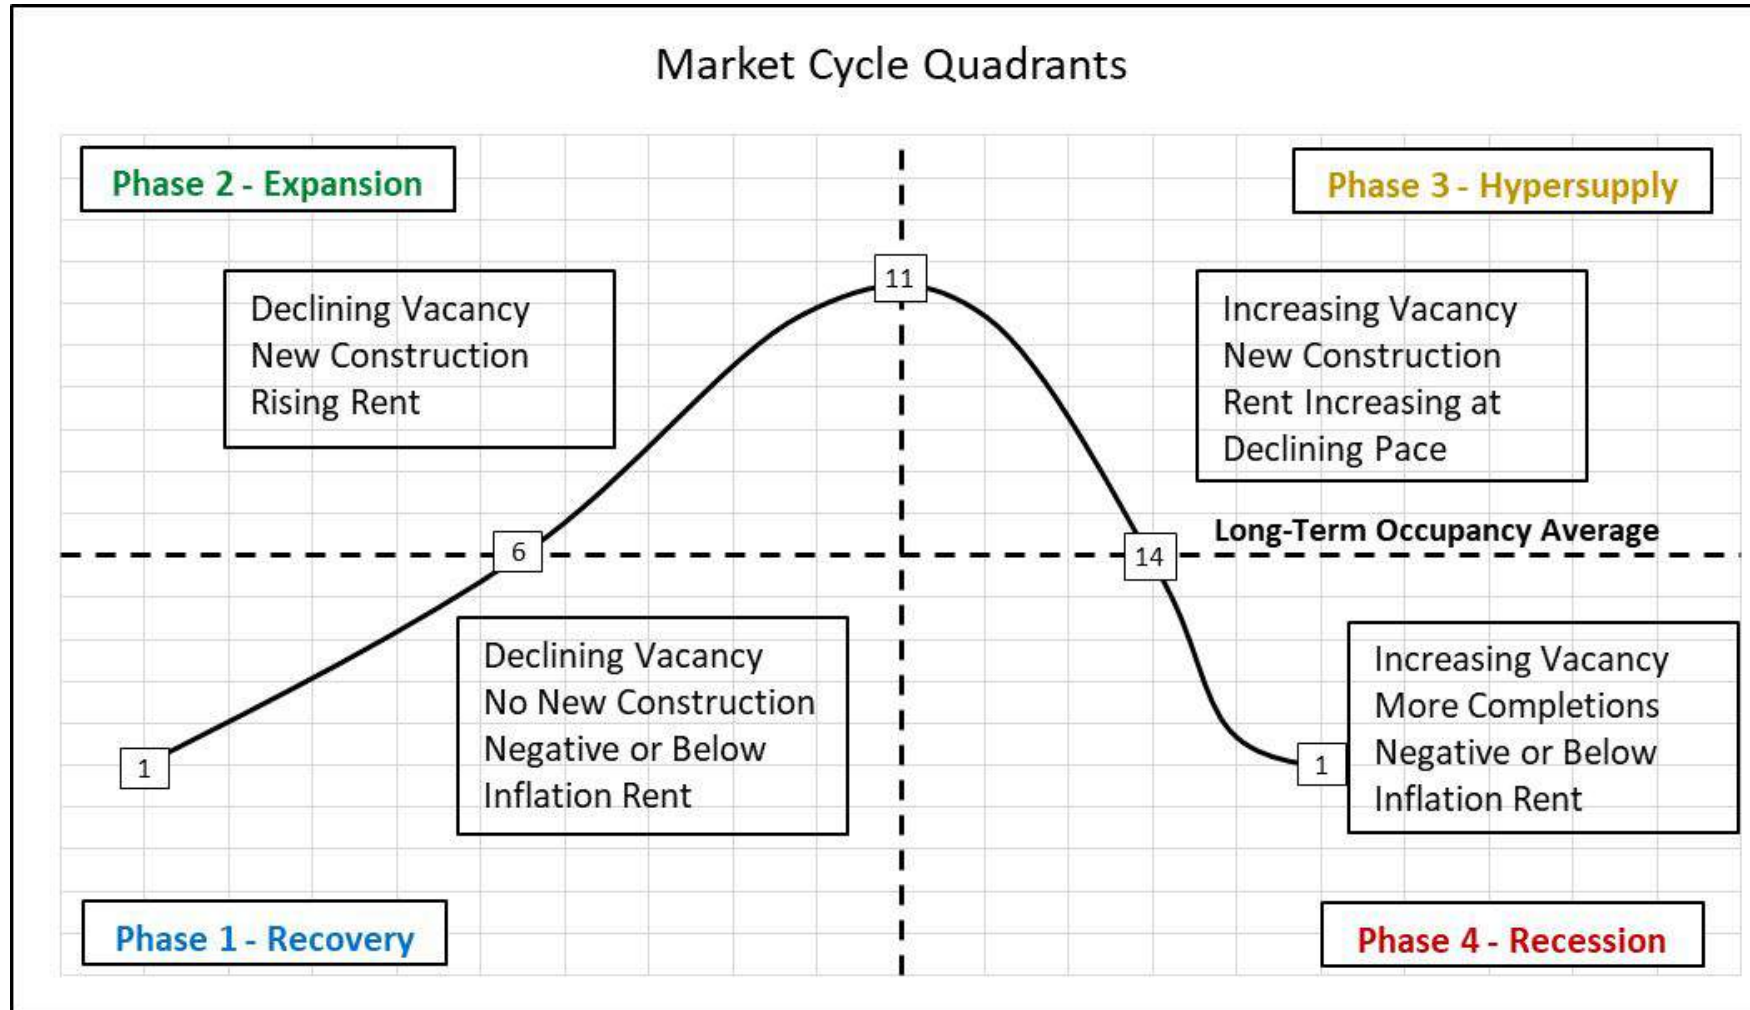 Market Cycle Quadrants
Phase 2 - Expansion
Phase 3 - Hypersupply
Declining Vacancy
New Construction
Rising Rent
11
Increasing Vacancy
New Construction
Rent Increasing at
Declining Pace
6
14
Long-Term Occupancy Average
1
Declining Vacancy
No New Construction
Negative or Below
Inflation Rent
1
Increasing Vacancy
More Completions
Negative or Below
Inflation Rent
Phase 1 - Recovery
Phase 4 - Recession